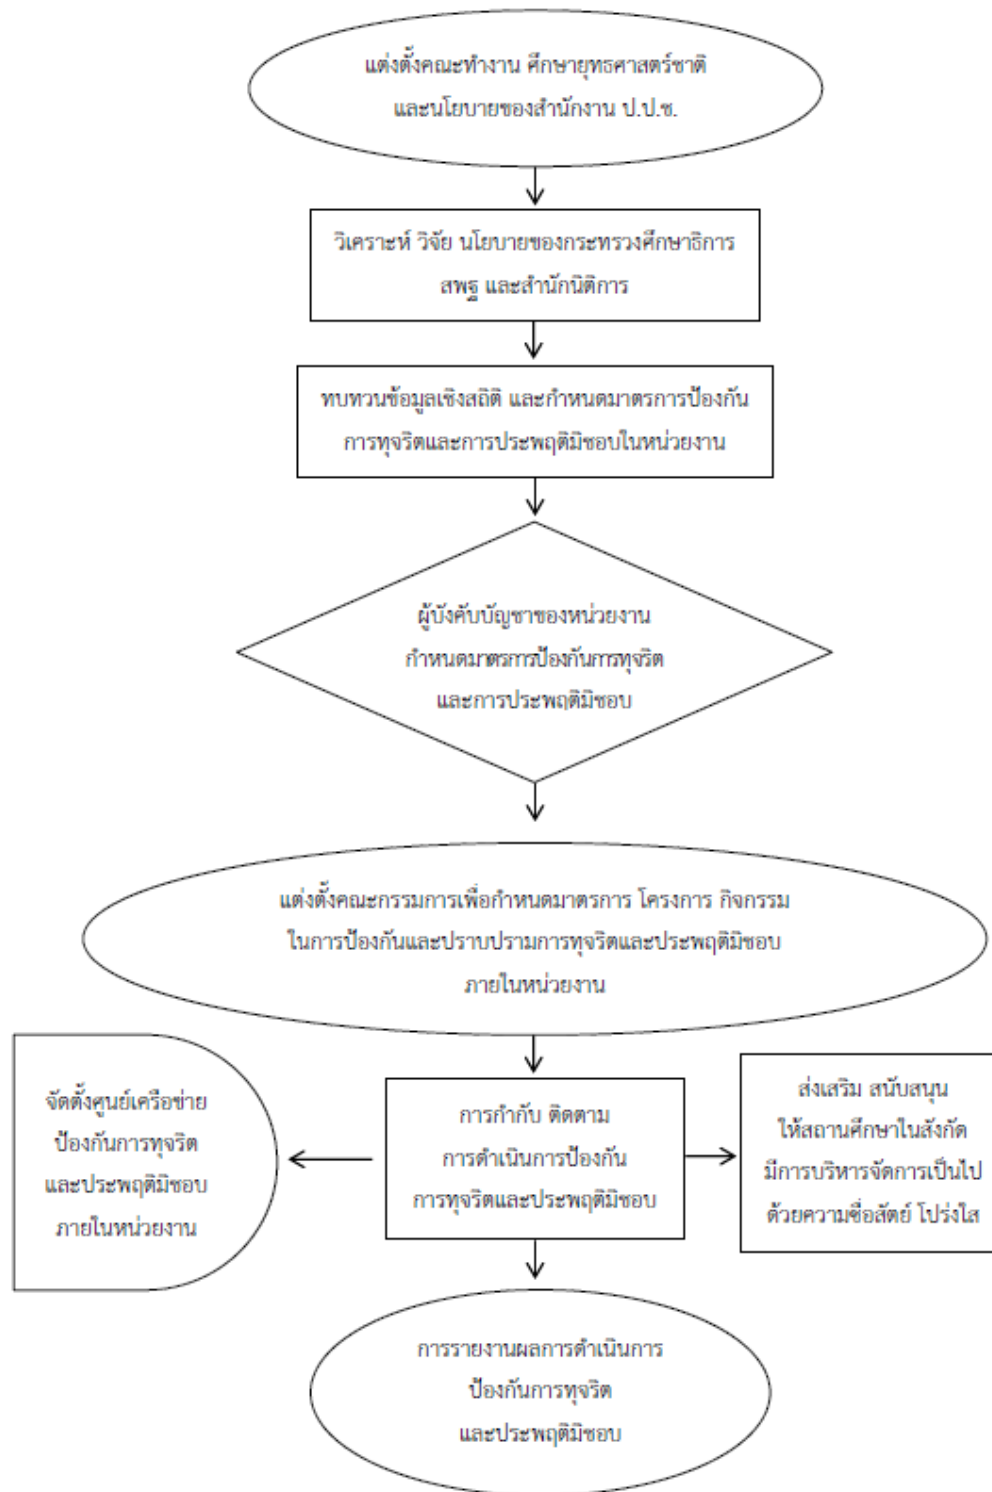 แต่งตั้งคณะทำงาน ศึกษายุทธศาสตร์ชาติ
และนโยบายของสำนักงาน ป.ป.ช.
วิเคราะห์ วิจัย นโยบายของกระทรวงศึกษาธิการ
สพฐ และสำนักนิติการ
ทบทวนข้อมูลเชิงสถิติ และกำหนดมาตรการป้องกัน
การทุจริตและการประพฤติมิชอบในหน่วยงาน
ผู้บังคับบัญชาของหน่วยงาน
กำหนดมาตรการป้องกันการทุจริต
และการประพฤติมิชอบ
แต่งตั้งคณะกรรมการเพื่อกำหนดมาตรการ โครงการ กิจกรรม
ในการป้องกันและปราบปรามการทุจริตและประพฤติมิชอบ
ภายในหน่วยงาน
จัดตั้งศูนย์เครือข่าย
ป้องกันการทุจริต
และประพฤติมิชอบ
ภายในหน่วยงาน
การกำกับ ติดตาม
การดำเนินการป้องกัน
การทุจริตและประพฤติมิชอบ
ส่งเสริม สนับสนุน
ให้สถานศึกษาในสังกัด
มีการบริหารจัดการเป็นไป
ด้วยความซื่อสัตย์ โปร่งใส
การรายงานผลการดำเนินการ
ป้องกันการทุจริต
และประพฤติมิชอบ